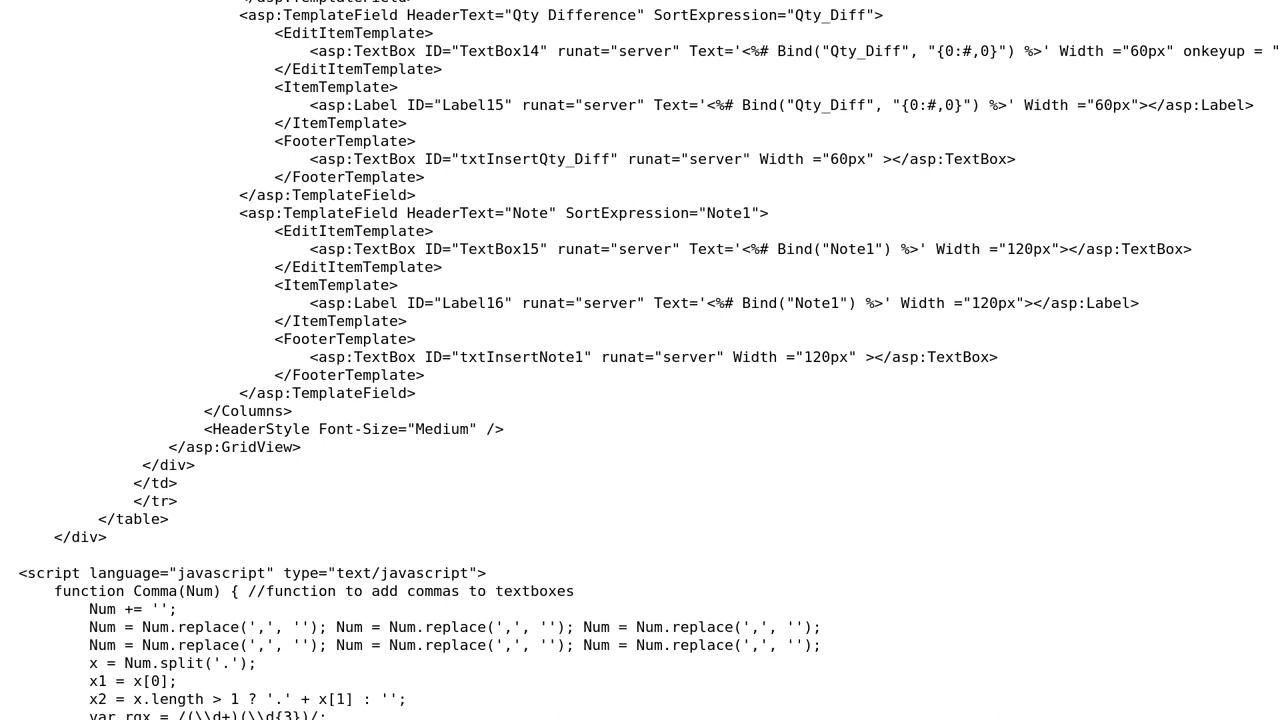 </asp:TemplateField>
<asp:TemplateField HeaderText="Qty Difference" SortExpression="Qty_Diff">
<EditItemTemplate>
<asp:TextBox ID="TextBox14" runat="server" Text='<%# Bind("Qty_Diff", "{0:#,0}") %>' Width ="60px" onkeyup = "
</EditItemTemplate>
<ItemTemplate>
<asp:Label ID="Label15" runat="server" Text='<%# Bind("Qty_Diff", "{0:#,0}") %>' Width ="60px"></asp:Label>
</ItemTemplate>
<FooterTemplate>
<asp:TextBox ID="txtInsertQty_Diff" runat="server" Width ="60px" ></asp:TextBox>
</FooterTemplate>
</asp:TemplateField>
<asp:TemplateField HeaderText="Note" SortExpression="Note1">
<EditItemTemplate>
<asp:TextBox ID="TextBox15" runat="server" Text='<%# Bind("Note1") %>' Width ="120px"></asp:TextBox>
</EditItemTemplate>
<ItemTemplate>
<asp:Label ID="Label16" runat="server" Text='<%# Bind("Note1") %>' Width ="120px"></asp:Label>
</ItemTemplate>
<FooterTemplate>
<asp:TextBox ID="txtInsertNote1" runat="server" Width ="120px" ></asp:TextBox>
</FooterTemplate>
</asp:TemplateField>
</Columns>
<HeaderStyle Font-Size="Medium" />
</asp:GridView>
</div>
</td>
</tr>
</table>
</div>
<script language="javascript" type="text/javascript">
function Comma(Num) { //function to add commas to textboxes
Num += '';
Num = Num.replace(',', ''); Num = Num.replace(',', ''); Num = Num.replace(',', '');
Num = Num.replace(',', ''); Num = Num.replace(',', ''); Num = Num.replace(',', '');
x = Num.split('.');
x1 = x[0];
x2 = x.length > 1 ? '.' + x[1] : '';
var rgx = /(\\d+)(\\d{3})/;